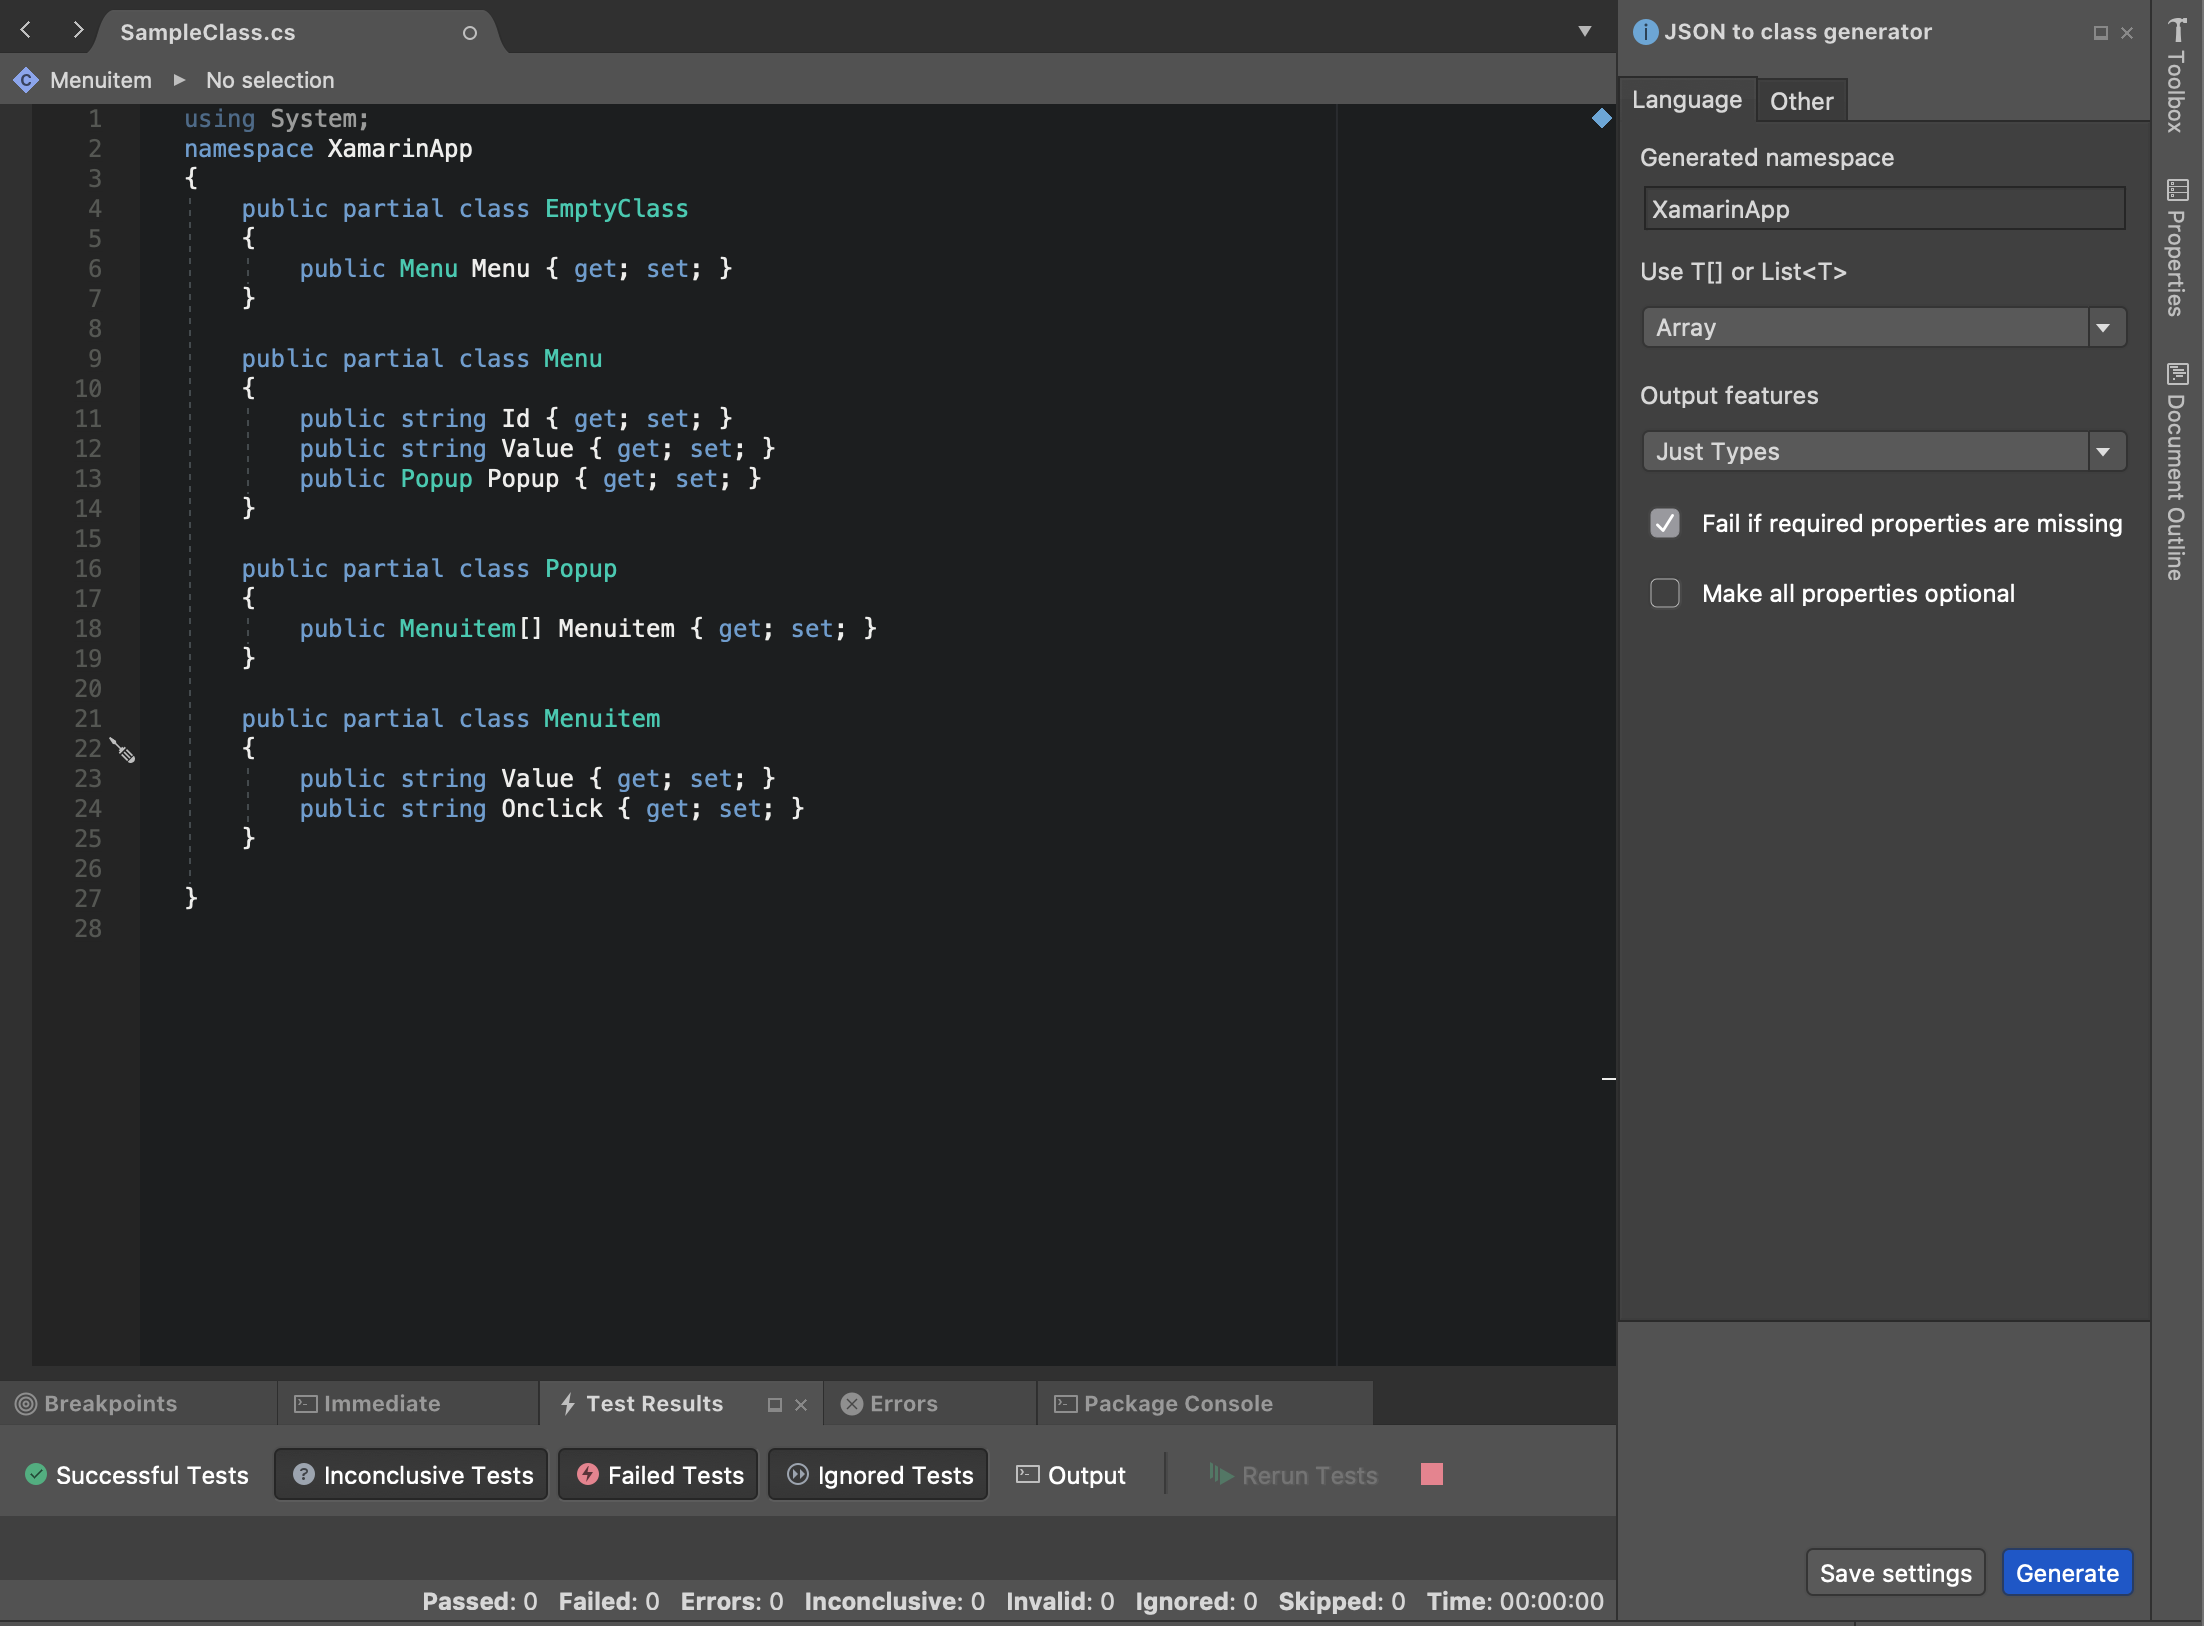 SampleClass.cs
Menuitem ▶ No selection
1 using System;
2 namespace XamarinApp
3 {
4 public partial class EmptyClass
5 {
6 public Menu Menu { get; set; }
7 }
8
9 public partial class Menu
10 {
11 public string Id { get; set; }
12 public string Value { get; set; }
13 public Popup Popup { get; set; }
14 }
15
16 public partial class Popup
17 {
18 public Menuitem[] Menuitem { get; set; }
19 }
20
21 public partial class Menuitem
22 {
23 public string Value { get; set; }
24 public string Onclick { get; set; }
25 }
26
27 }
28
JSON to class generator
Language Other
Generated namespace
XamarinApp
Use T[] or List<T>
Array
Output features
Just Types
Fail if required properties are missing
Make all properties optional
Save settings Generate
Toolbox
Properties
Document Outline
Breakpoints Immediate Test Results Errors Package Console
Successful Tests Inconclusive Tests Failed Tests Ignored Tests Output Rerun Tests
Passed: 0 Failed: 0 Errors: 0 Inconclusive: 0 Invalid: 0 Ignored: 0 Skipped: 0 Time: 00:00:00